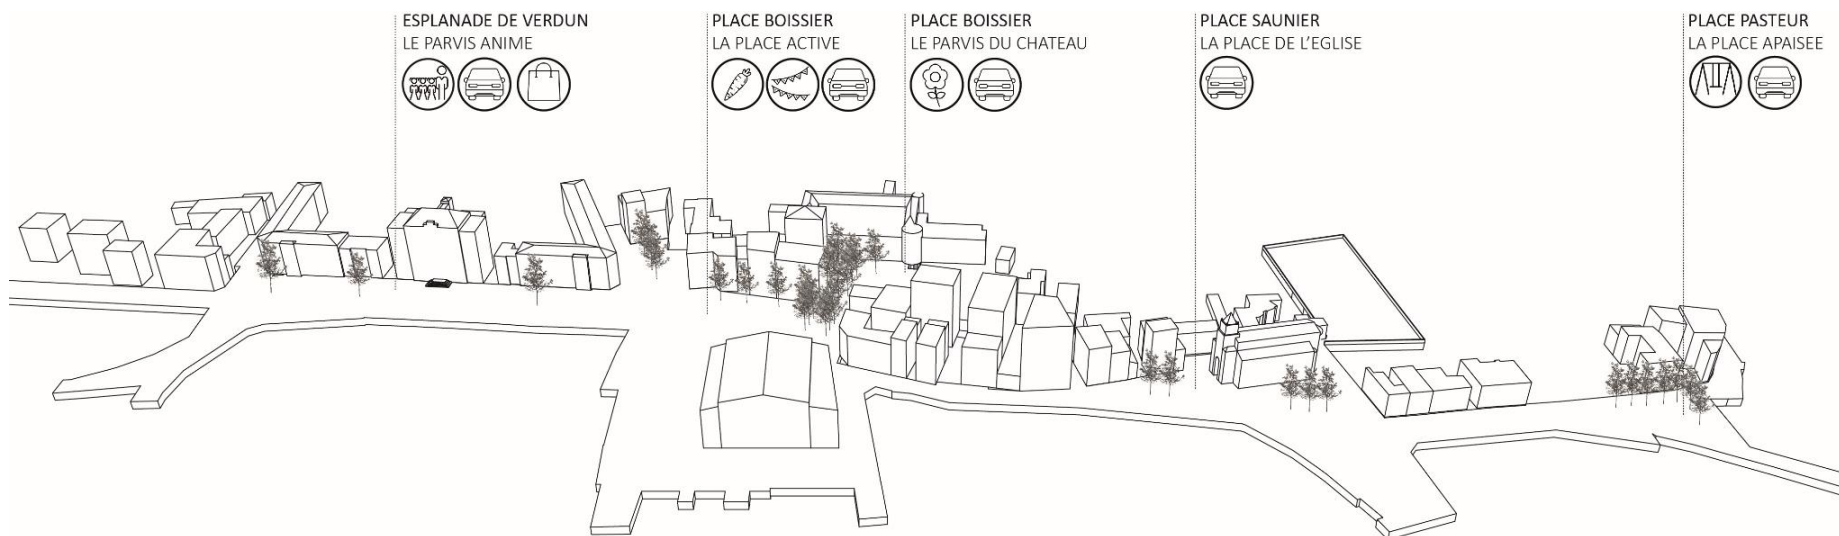 ESPLANADE DE VERDUN
LE PARVIS ANIME
PLACE BOISSIER
LA PLACE ACTIVE
PLACE BOISSIER
LE PARVIS DU CHATEAU
PLACE SAUNIER
LA PLACE DE L'EGLISE
PLACE PASTEUR
LA PLACE APAISEE